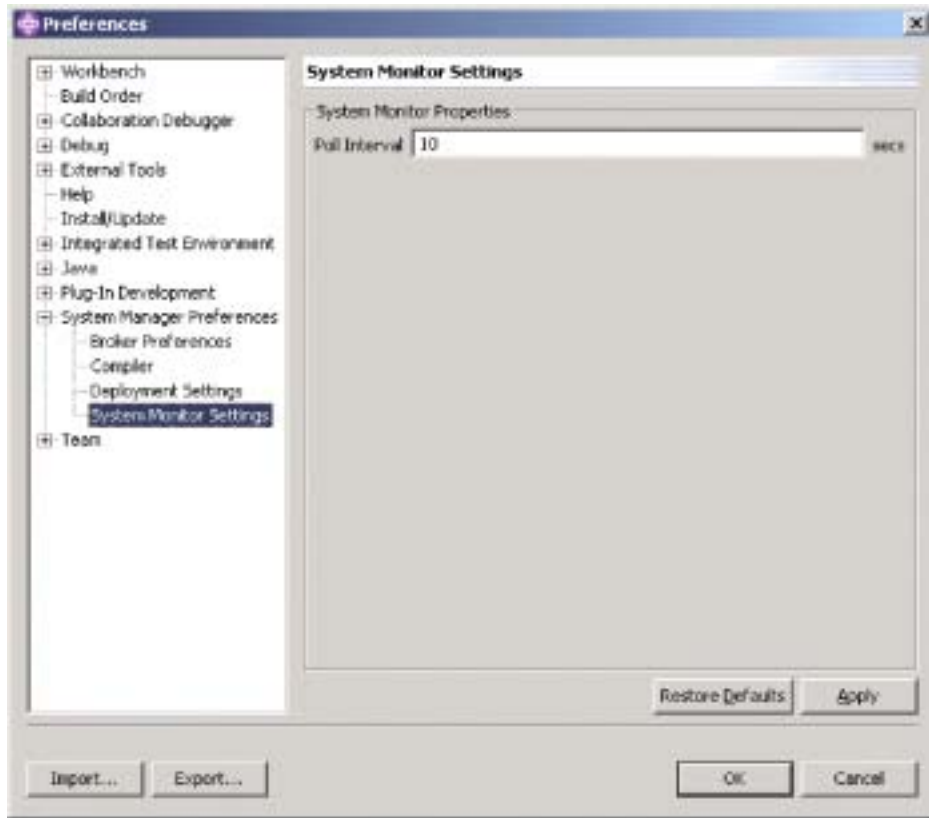 Preferences
Workbench
Build Order
Collaboration Debugger
Debug
External Tools
Help
Install/Update
Integrated Test Environment
Java
Plug-In Development
System Manager Preferences
Broker Preferences
Compiler
Deployment Settings
System Monitor Settings
Team
System Monitor Settings
System Monitor Properties
Poll Interval 10 secs
Restore Defaults Apply
Import... Export... OK Cancel